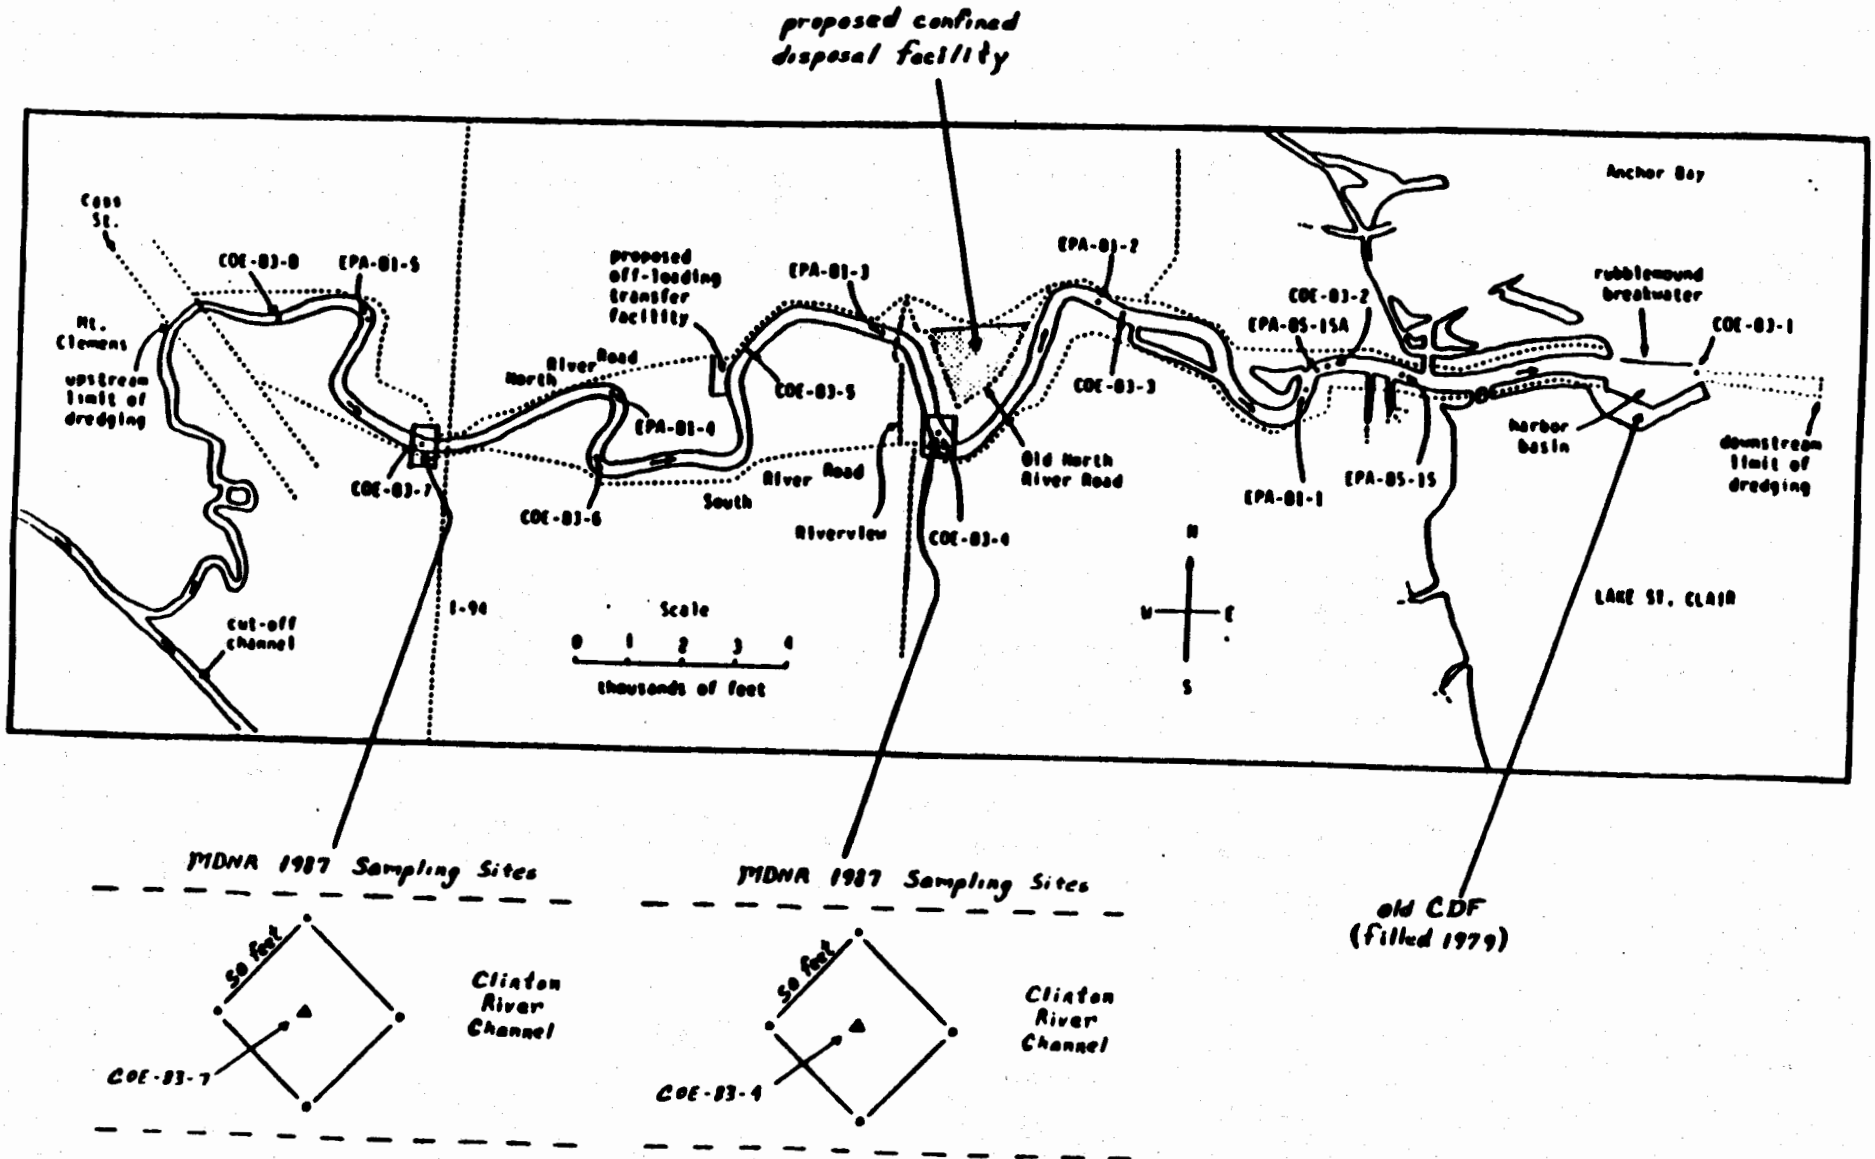 proposed confined
disposal facility
Cass
St.
COE-83-8
EPA-81-5
proposed
off-loading
transfer
facility
EPA-81-3
EPA-81-2
Anchor Bay
rubblemound
breakwater
COE-83-2
EPA-85-15A
COE-83-1
Mt.
Clemens
upstream
limit of
dredging
North
River
Road
COE-83-5
COE-83-3
EPA-81-4
COE-83-7
COE-83-6
South
River
Road
Riverview
Old North
River Road
COE-83-4
EPA-81-1
EPA-85-15
harbor
basin
downstream
limit of
dredging
cut-off
channel
I-94
Scale
0 1 2 3 4
thousands of feet
N
W E
S
LAKE ST. CLAIR
MDNR 1987 Sampling Sites
50 feet
Clinton
River
Channel
COE-83-7
MDNR 1987 Sampling Sites
50 feet
Clinton
River
Channel
COE-83-4
old CDF
(filled 1979)